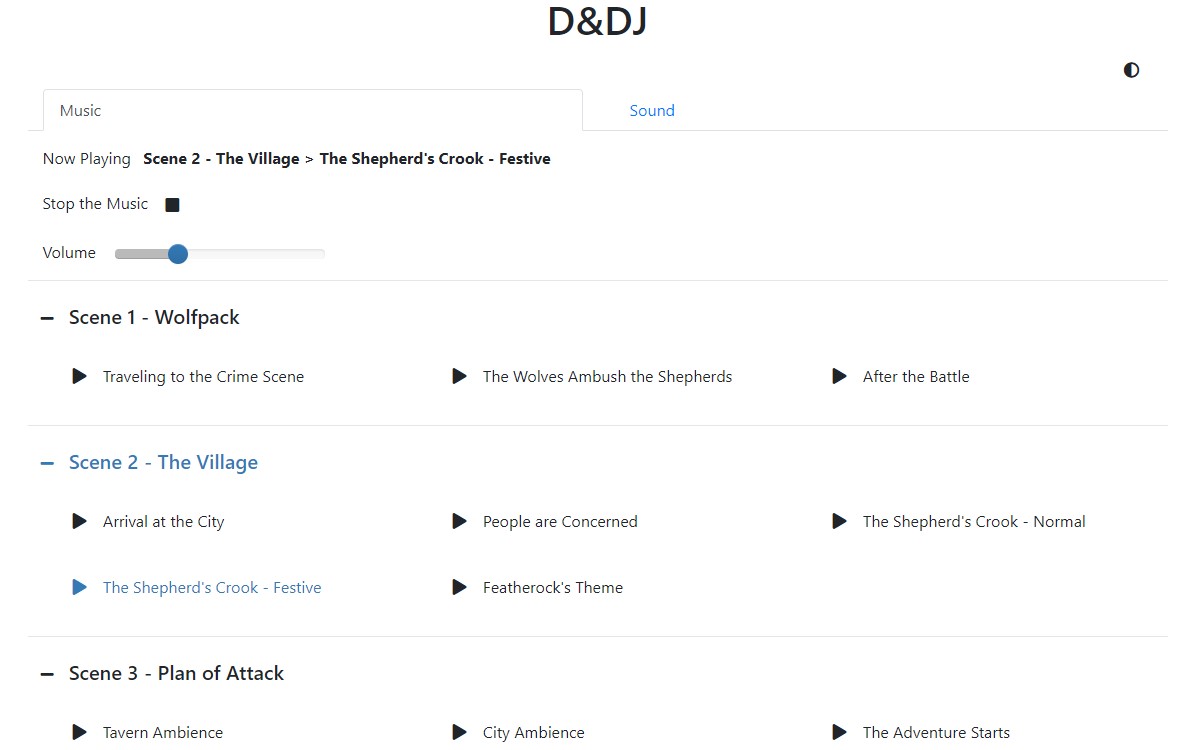 D&DJ
Music Sound
Now Playing Scene 2 - The Village > The Shepherd's Crook - Festive
Stop the Music
Volume
Scene 1 - Wolfpack
Traveling to the Crime Scene The Wolves Ambush the Shepherds After the Battle
Scene 2 - The Village
Arrival at the City People are Concerned The Shepherd's Crook - Normal
The Shepherd's Crook - Festive Featherock's Theme
Scene 3 - Plan of Attack
Tavern Ambience City Ambience The Adventure Starts